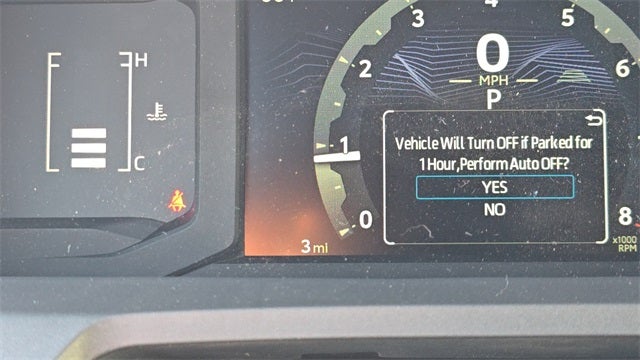 3
4
5
2
6
F
H
0
MPH
P
Vehicle Will Turn OFF if Parked for
1 Hour,Perform Auto OFF?
1
YES
C
NO
0
8
x1000
RPM
3 mi